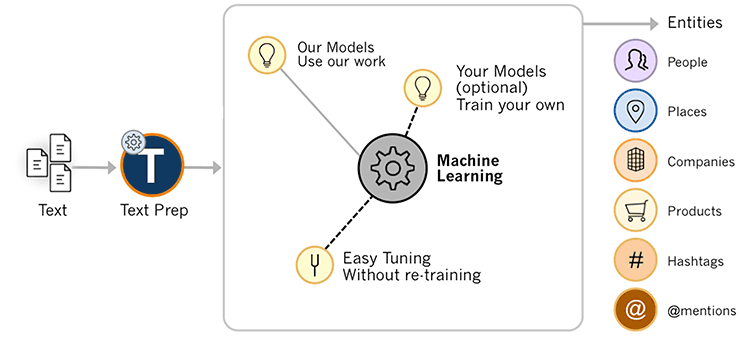 Text
T
Text Prep
Our Models
Use our work
Your Models
(optional)
Train your own
Machine
Learning
Easy Tuning
Without re-training
Entities
People
Places
Companies
Products
#
Hashtags
@
@mentions